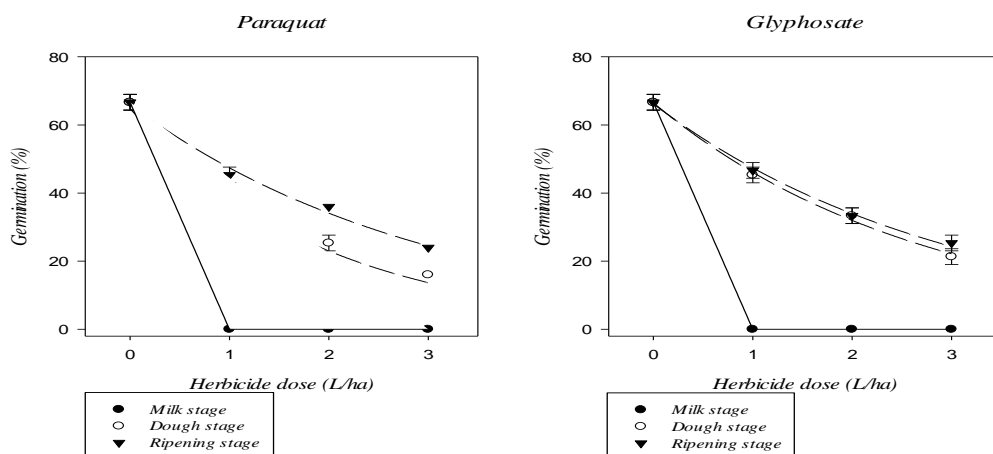 Paraquat
Germination (%)
80
60
40
20
0
0 1 2 3
Herbicide dose (L/ha)
Milk stage
Dough stage
Ripening stage
Glyphosate
Germination (%)
80
60
40
20
0
0 1 2 3
Herbicide dose (L/ha)
Milk stage
Dough stage
Ripening stage